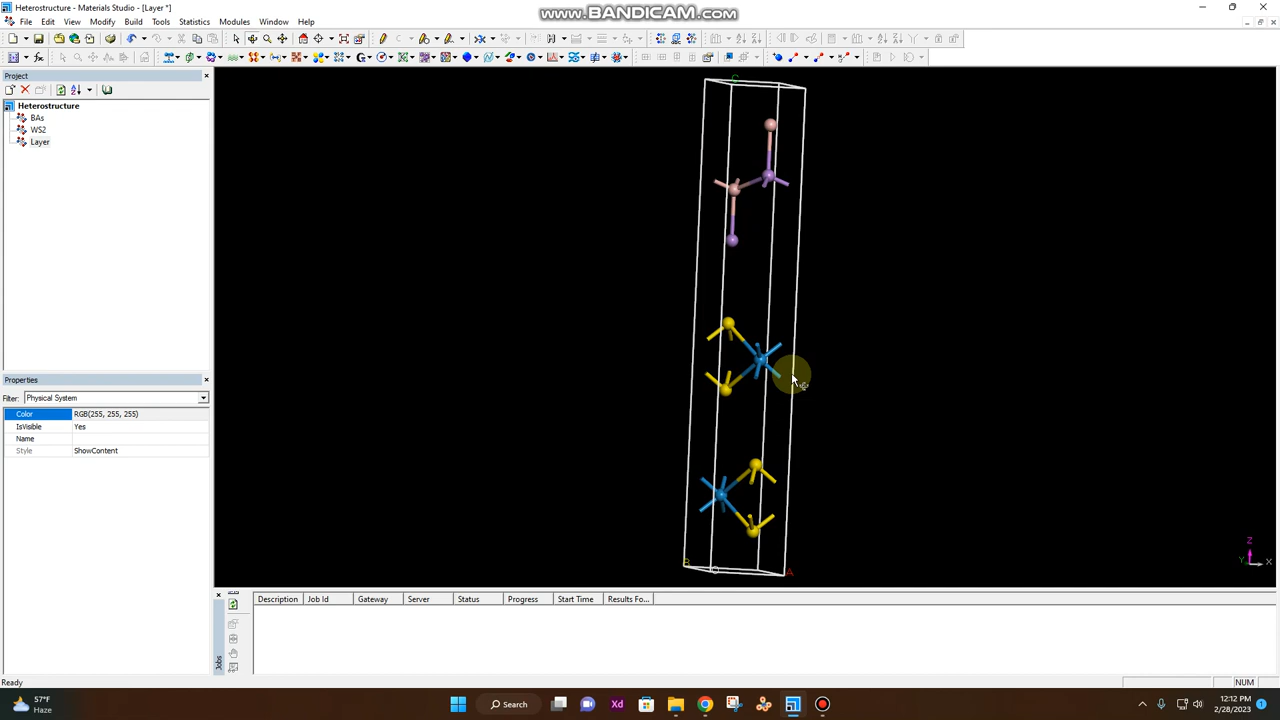 Heterostructure - Materials Studio - [Layer *]
www.BANDICAM.com
File Edit View Modify Build Tools Statistics Modules Window Help
Project
Heterostructure
BAs
WS2
Layer
Properties
Filter: Physical System
Color RGB(255, 255, 255)
IsVisible Yes
Name
Style ShowContent
C
B O A
Z
Y X
Jobs
Description Job Id Gateway Server Status Progress Start Time Results Fo...
Ready
NUM
57°F
Haze
Search
Xd
12:12 PM
2/28/2023